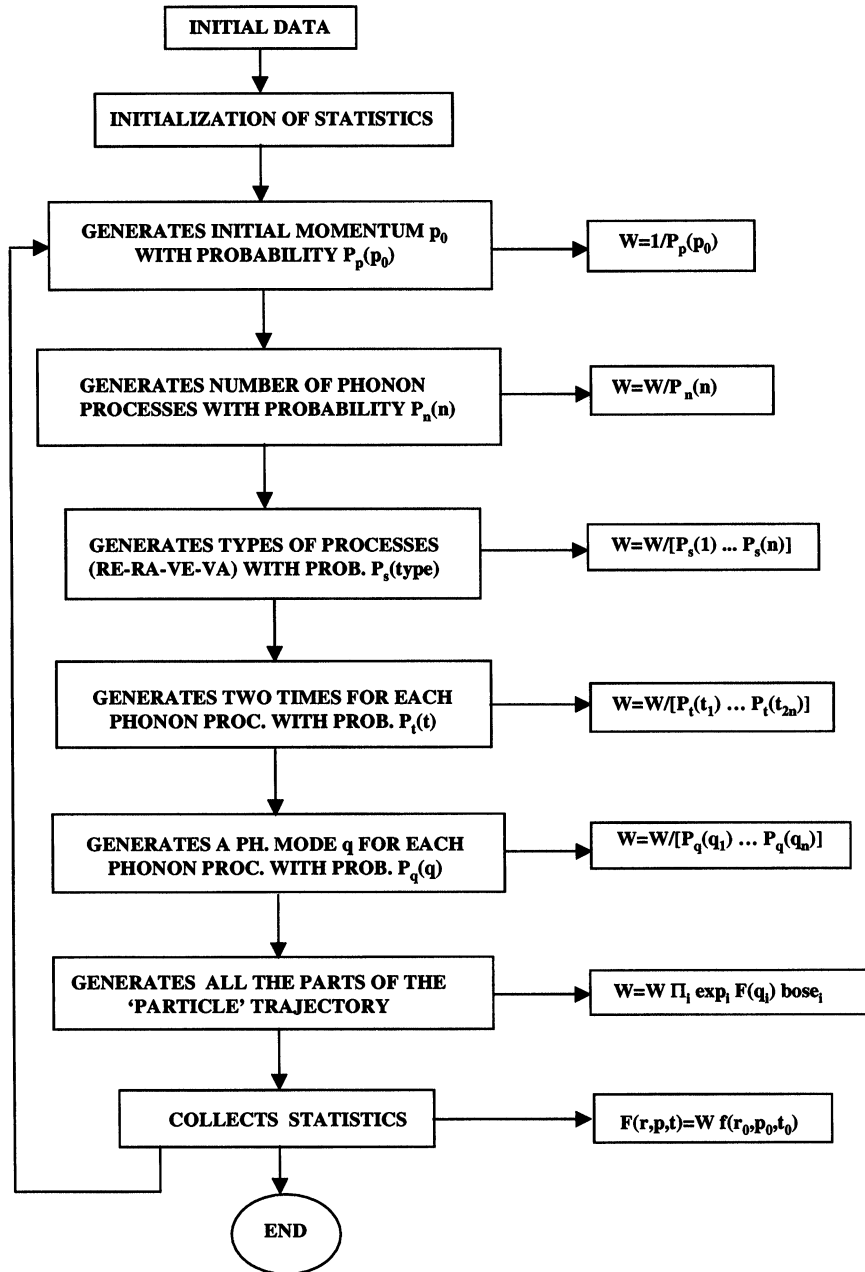 INITIAL DATA
INITIALIZATION OF STATISTICS
GENERATES INITIAL MOMENTUM p₀
WITH PROBABILITY Pₚ(p₀)
W=1/Pₚ(p₀)
GENERATES NUMBER OF PHONON
PROCESSES WITH PROBABILITY Pₙ(n)
W=W/Pₙ(n)
GENERATES TYPES OF PROCESSES
(RE-RA-VE-VA) WITH PROB. Pₛ(type)
W=W/[Pₛ(1) ... Pₛ(n)]
GENERATES TWO TIMES FOR EACH
PHONON PROC. WITH PROB. Pₜ(t)
W=W/[Pₜ(t₁) ... Pₜ(t₂ₙ)]
GENERATES A PH. MODE q FOR EACH
PHONON PROC. WITH PROB. P_q(q)
W=W/[P_q(q₁) ... P_q(qₙ)]
GENERATES ALL THE PARTS OF THE
‘PARTICLE’ TRAJECTORY
W=W Πᵢ expᵢ F(qᵢ) boseᵢ
COLLECTS STATISTICS
F(r,p,t)=W f(r₀,p₀,t₀)
END